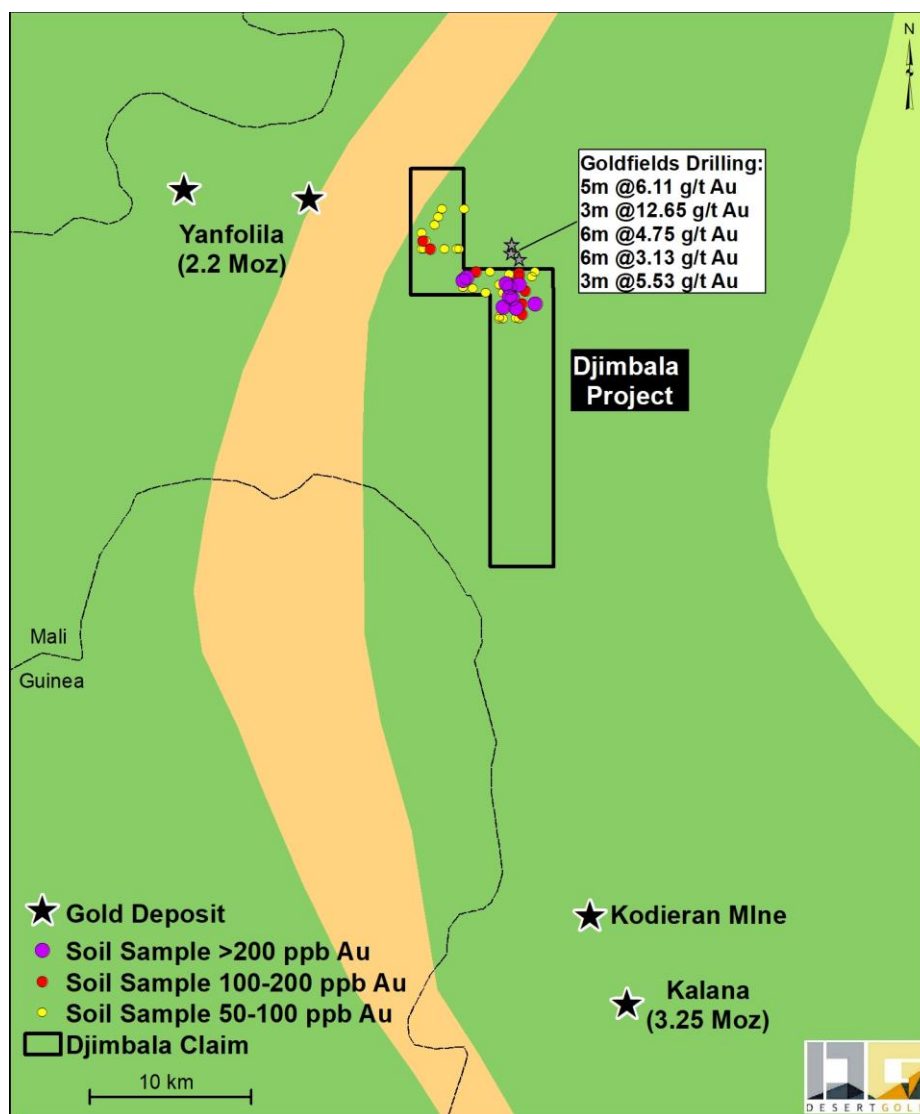 N
Goldfields Drilling:
5m @6.11 g/t Au
3m @12.65 g/t Au
6m @4.75 g/t Au
6m @3.13 g/t Au
3m @5.53 g/t Au
Yanfolila
(2.2 Moz)
Djimbala
Project
Mali
Guinea
Gold Deposit
Soil Sample >200 ppb Au
Soil Sample 100-200 ppb Au
Soil Sample 50-100 ppb Au
Djimbala Claim
10 km
Kodieran MIne
Kalana
(3.25 Moz)
DESERTGOLD